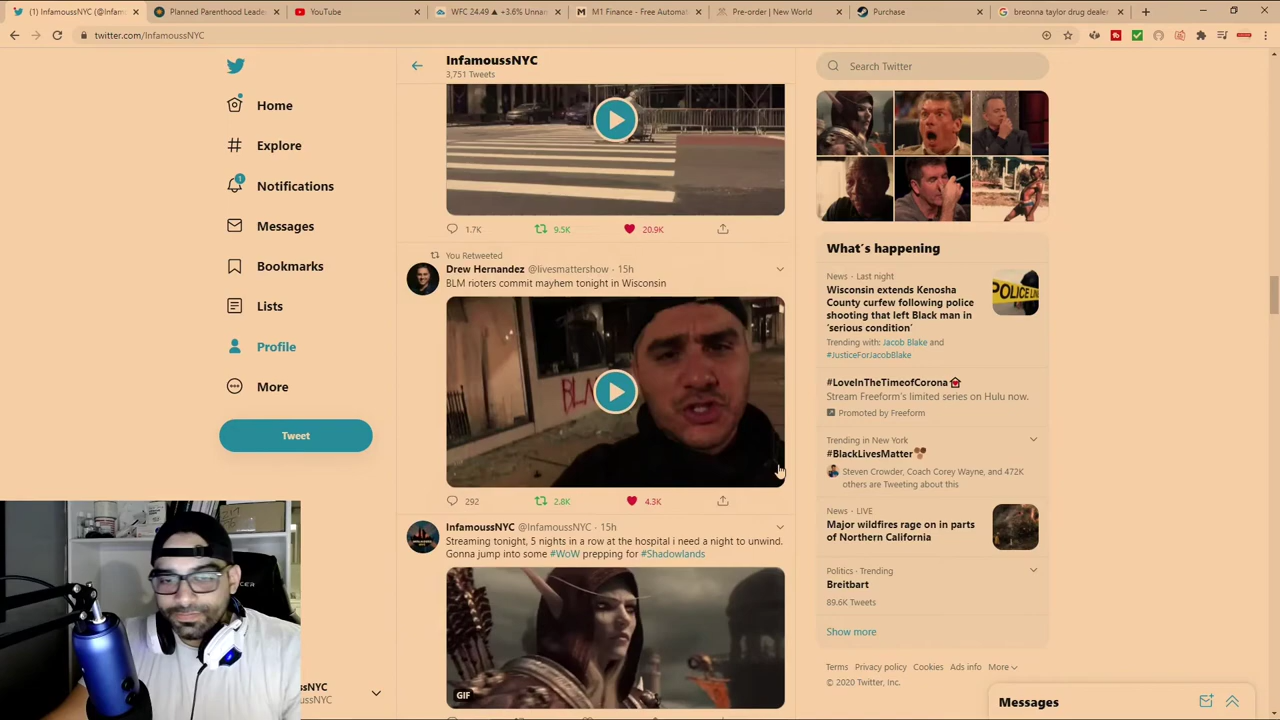 (1) InfamoussNYC (@Infam
Planned Parenthood Leade
YouTube
WFC 24.49 ▲ +3.6% Unna
M1 Finance - Free Automat
Pre-order | New World
Purchase
breonna taylor drug deale
twitter.com/InfamoussNYC
InfamoussNYC
3,751 Tweets
Home
Explore
1
Notifications
Messages
Bookmarks
Lists
Profile
More
Tweet
1.7K 9.5K 20.9K
You Retweeted
Drew Hernandez @livesmattershow · 15h
BLM rioters commit mayhem tonight in Wisconsin
292 2.8K 4.3K
InfamoussNYC @InfamoussNYC · 15h
Streaming tonight, 5 nights in a row at the hospital i need a night to unwind.
Gonna jump into some #WoW prepping for #Shadowlands
GIF
Search Twitter
What's happening
News · Last night
Wisconsin extends Kenosha
County curfew following police
shooting that left Black man in
'serious condition'
Trending with: Jacob Blake and
#JusticeForJacobBlake
#LoveInTheTimeofCorona
Stream Freeform's limited series on Hulu now.
Promoted by Freeform
Trending in New York
#BlackLivesMatter
Steven Crowder, Coach Corey Wayne, and 472K
others are Tweeting about this
News · LIVE
Major wildfires rage on in parts
of Northern California
Politics · Trending
Breitbart
89.6K Tweets
Show more
Terms Privacy policy Cookies Ads info More
© 2020 Twitter, Inc.
Messages
ssNYC
ssNYC